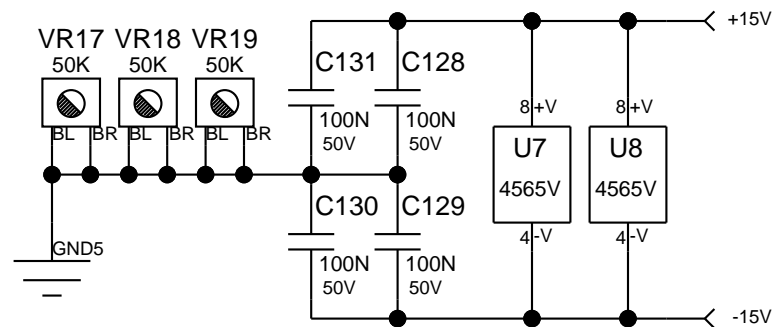 +15V
VR17 VR18 VR19
50K 50K 50K
C131 C128
8 +V 8 +V
100N 100N
50V 50V
BL BR BL BR BL BR
U7 U8
4565V 4565V
C130 C129
4 -V 4 -V
GND5
100N 100N
50V 50V
-15V